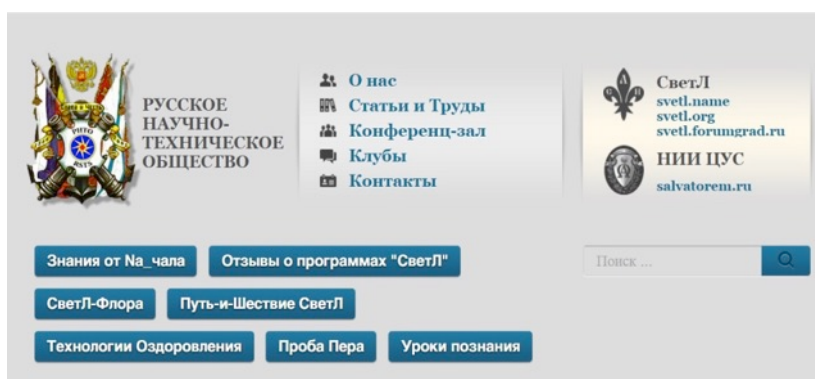 РУССКОЕ
НАУЧНО-
ТЕХНИЧЕСКОЕ
ОБЩЕСТВО
О нас
Статьи и Труды
Конференц-зал
Клубы
Контакты
СветЛ
svetl.name
svetl.org
svetl.forumgrad.ru
НИИ ЦУС
salvatorem.ru
Знания от Na_чала
Отзывы о программах "СветЛ"
Поиск ...
СветЛ-Флора
Путь-и-Шествие СветЛ
Технологии Оздоровления
Проба Пера
Уроки познания
РНТО
RSTS